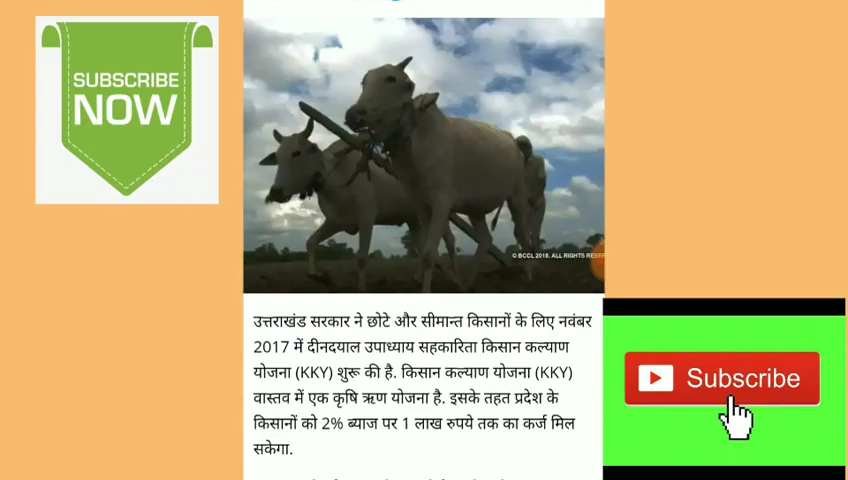 SUBSCRIBE
NOW
© BCCL 2018. ALL RIGHTS
उत्तराखंड सरकार ने छोटे और सीमान्त किसानों के लिए नवंबर
2017 में दीनदयाल उपाध्याय सहकारिता किसान कल्याण
योजना (KKY) शुरू की है. किसान कल्याण योजना (KKY)
वास्तव में एक कृषि ऋण योजना है. इसके तहत प्रदेश के
किसानों को 2% ब्याज पर 1 लाख रुपये तक का कर्ज मिल
सकेगा.
Subscribe